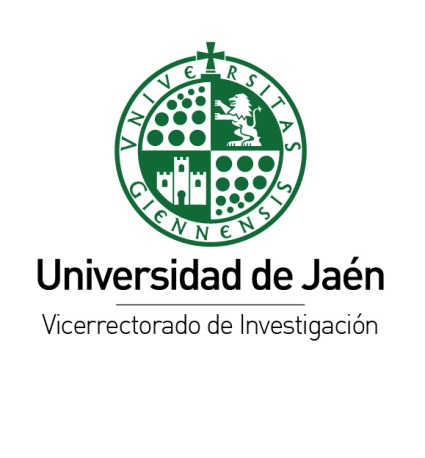 VNIVERSITAS
GIENNENSIS
Universidad de Jaén
Vicerrectorado de Investigación